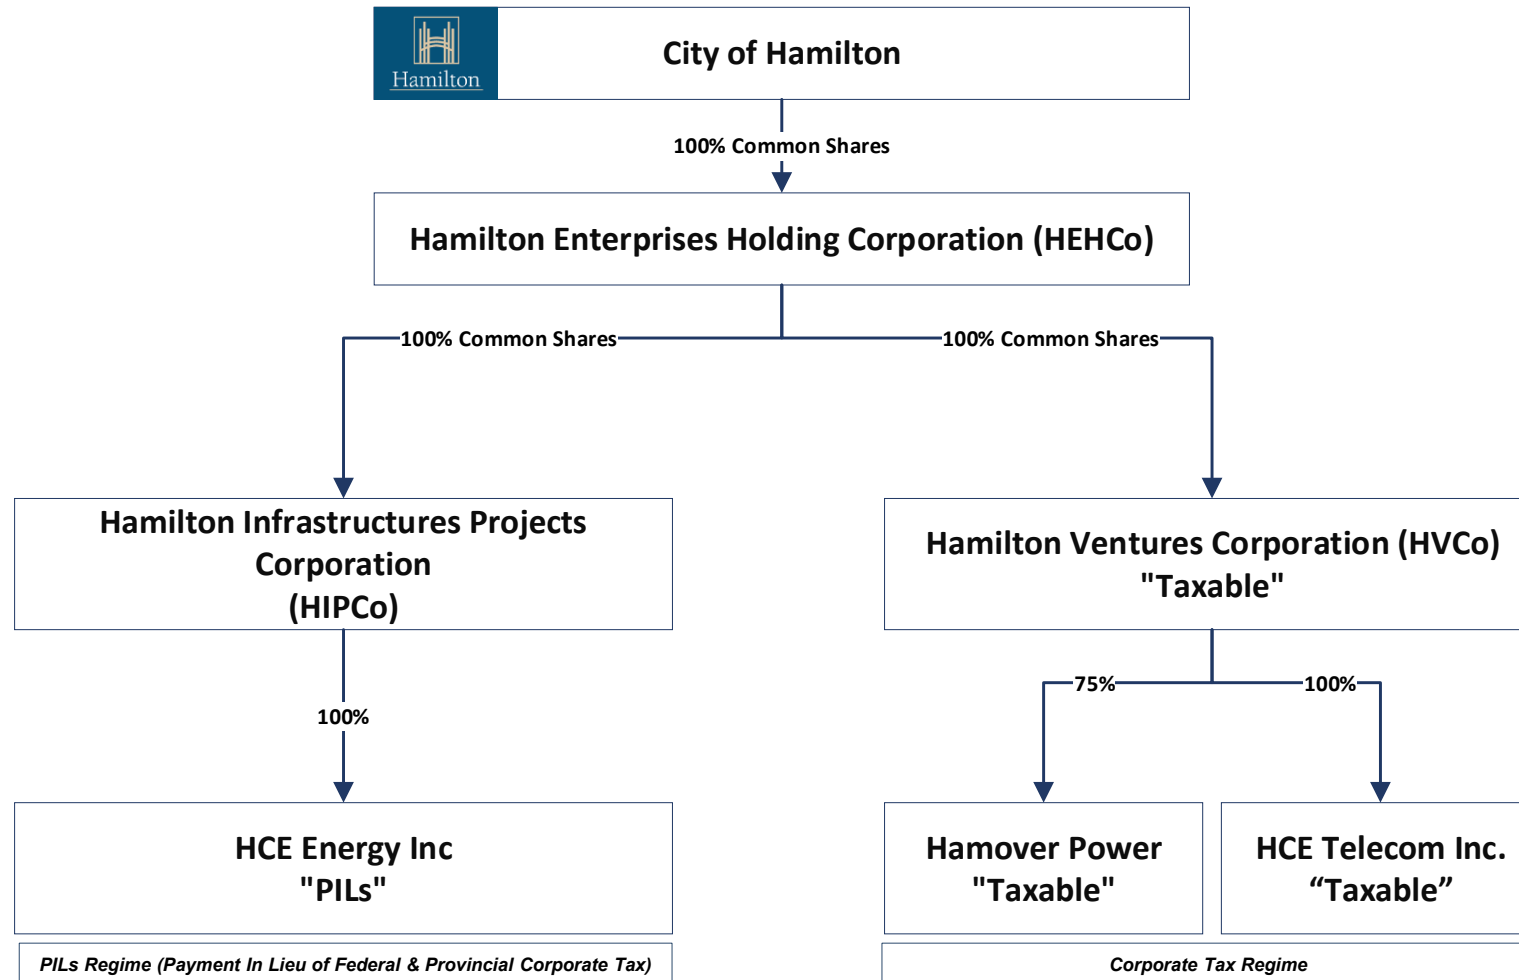 Hamilton
City of Hamilton
100% Common Shares
Hamilton Enterprises Holding Corporation (HEHCo)
100% Common Shares
100% Common Shares
Hamilton Infrastructures Projects
Corporation
(HIPCo)
Hamilton Ventures Corporation (HVCo)
"Taxable"
100%
75%
100%
HCE Energy Inc
"PILs"
Hamover Power
"Taxable"
HCE Telecom Inc.
“Taxable”
PILs Regime (Payment In Lieu of Federal & Provincial Corporate Tax)
Corporate Tax Regime